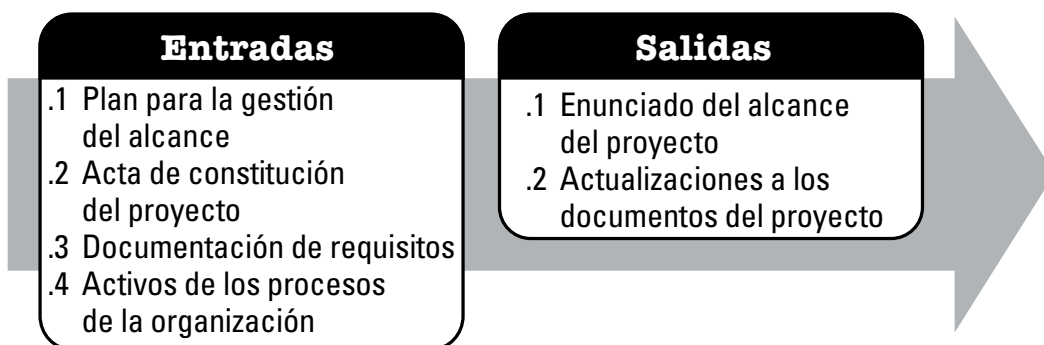 Entradas
.1 Plan para la gestión
del alcance
.2 Acta de constitución
del proyecto
.3 Documentación de requisitos
.4 Activos de los procesos
de la organización
Salidas
.1 Enunciado del alcance
del proyecto
.2 Actualizaciones a los
documentos del proyecto